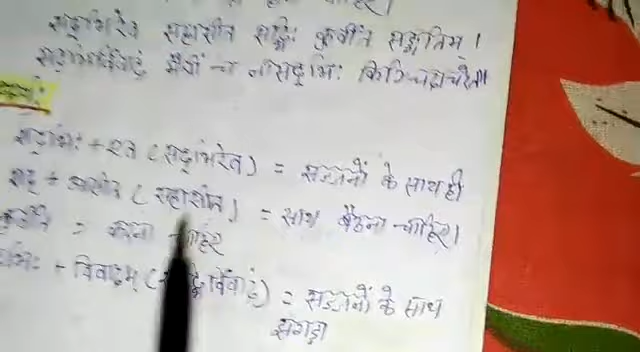 सद्भिरेव सहासीत सद्भिः कुर्वीत सङ्गतिम्।
सद्भिर्विवादं मैत्रीं च नासद्भिः किञ्चिदाचरेत्॥
सद्भिः + एव (सद्भिरेव) = सज्जनों के साथ ही
सह + आसीत (सहासीत) = साथ बैठना चाहिए।
= करना चाहिए
+ विवादम् ( = सज्जनों के साथ
झगड़ा